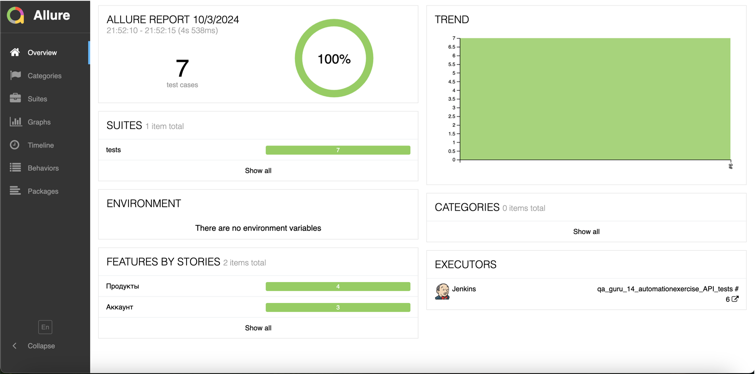 Allure
Overview
Categories
Suites
Graphs
Timeline
Behaviors
Packages
En
Collapse
ALLURE REPORT 10/3/2024
21:52:10 - 21:52:15 (4s 538ms)
7
test cases
100%
SUITES 1 item total
tests 7
Show all
ENVIRONMENT
There are no environment variables
FEATURES BY STORIES 2 items total
Продукты 4
Аккаунт 3
Show all
TREND
7
6.5
6
5.5
5
4.5
4
3.5
3
2.5
2
1.5
1
0.5
0
CATEGORIES 0 items total
Show all
EXECUTORS
Jenkins qa_guru_14_automationexercise_API_tests #
6